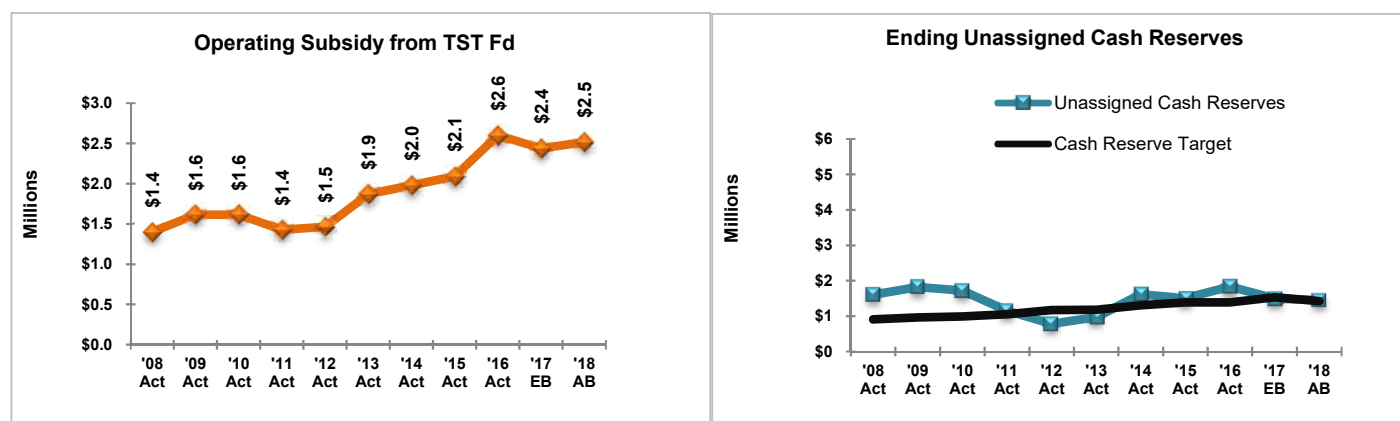 Operating Subsidy from TST Fd
Millions
$3.0
$2.5
$2.0
$1.5
$1.0
$0.5
$0.0
$1.4
$1.6
$1.6
$1.4
$1.5
$1.9
$2.0
$2.1
$2.6
$2.4
$2.5
'08 '09 '10 '11 '12 '13 '14 '15 '16 '17 '18
Act Act Act Act Act Act Act Act Act EB AB
Ending Unassigned Cash Reserves
Unassigned Cash Reserves
Cash Reserve Target
Millions
$6
$5
$4
$3
$2
$1
$0
'08 '09 '10 '11 '12 '13 '14 '15 '16 '17 '18
Act Act Act Act Act Act Act Act Act EB AB